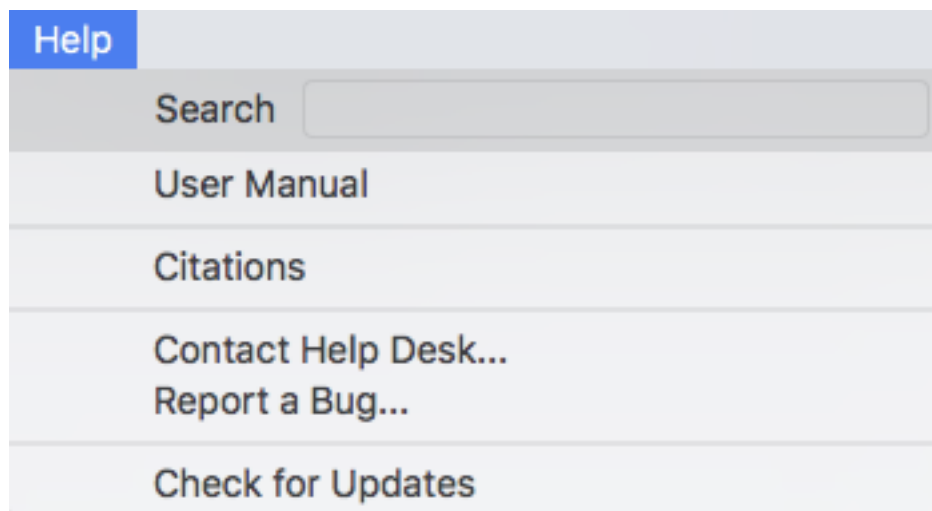 Help
Search
User Manual
Citations
Contact Help Desk...
Report a Bug...
Check for Updates